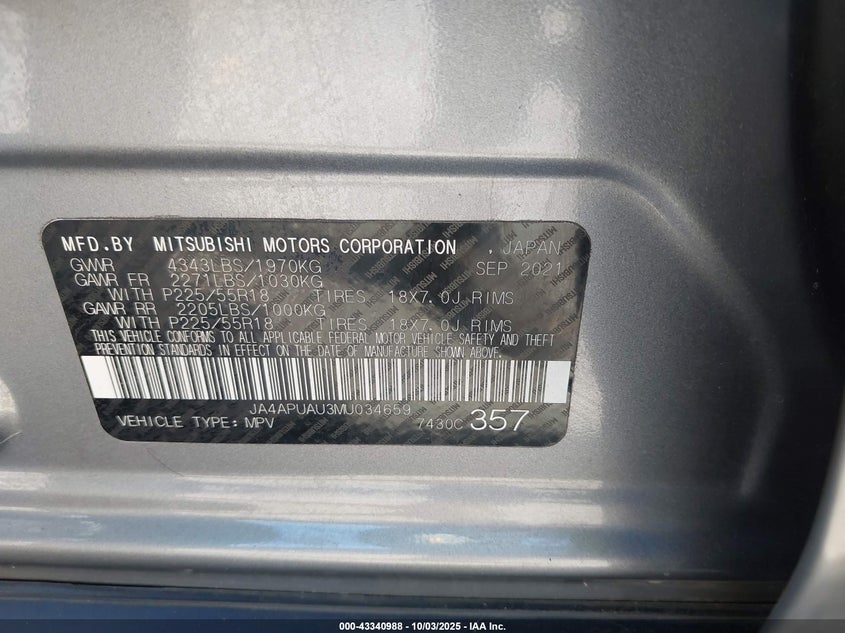 MFD.BY MITSUBISHI MOTORS CORPORATION , JAPAN
GVWR 4343LBS/1970KG SEP 2021
GAWR FR 2271LBS/1030KG
WITH P225/55R18 TIRES 18X7.0J RIMS
GAWR RR 2205LBS/1000KG
WITH P225/55R18 TIRES 18X7.0J RIMS
THIS VEHICLE CONFORMS TO ALL APPLICABLE FEDERAL MOTOR VEHICLE SAFETY AND THEFT
PREVENTION STANDARDS IN EFFECT ON THE DATE OF MANUFACTURE SHOWN ABOVE.
JA4APUAU3MU034659
VEHICLE TYPE: MPV 7430C 357
000-43340988 - 10/03/2025 - IAA Inc.